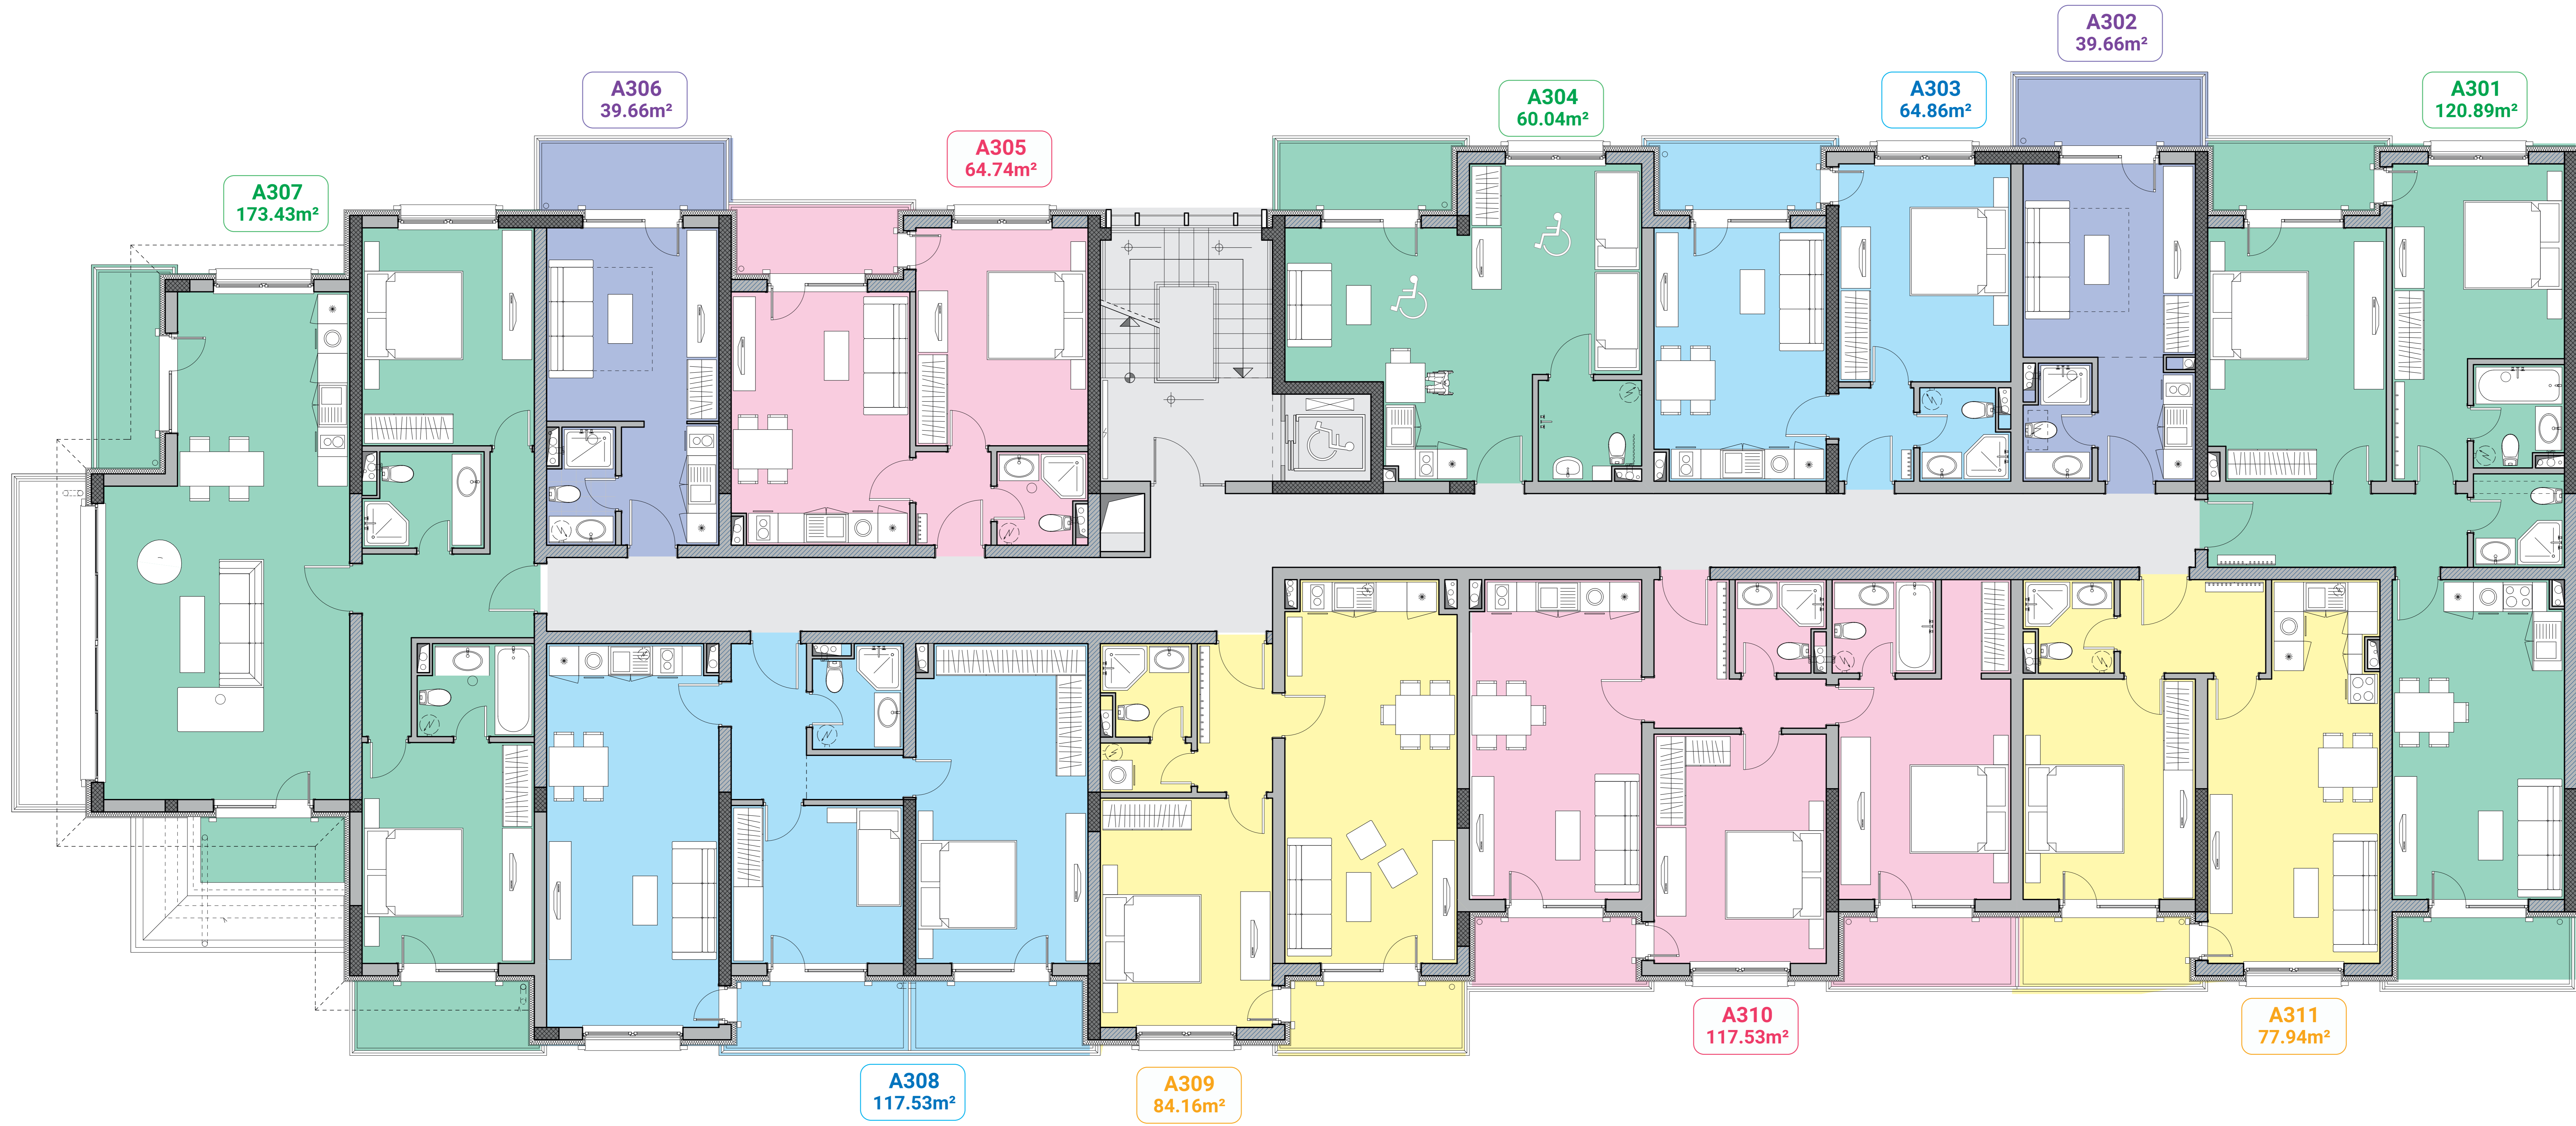 A302
39.66m²
A306
39.66m²
A304
60.04m²
A303
64.86m²
A301
120.89m²
A305
64.74m²
A307
173.43m²
A310
117.53m²
A311
77.94m²
A308
117.53m²
A309
84.16m²